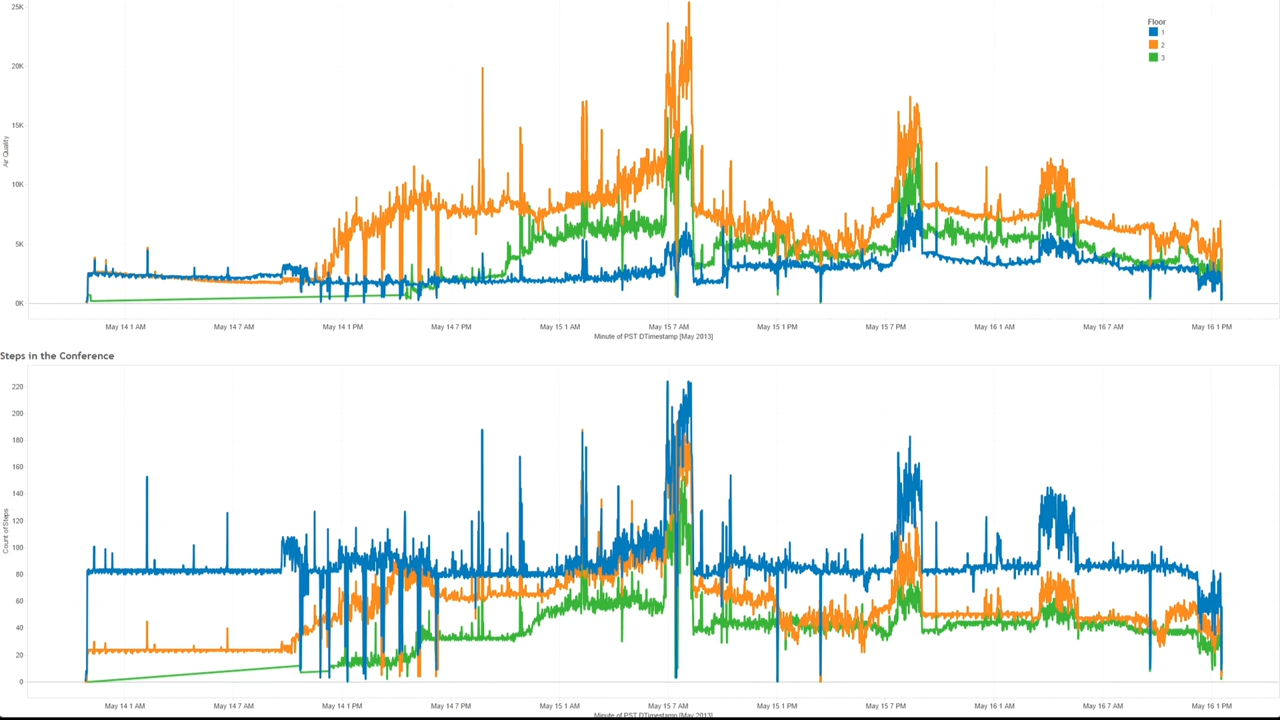 25K
Floor
1
2
3
20K
15K
Air Quality
10K
5K
0K
May 14 1 AM May 14 7 AM May 14 1 PM May 14 7 PM May 15 1 AM May 15 7 AM May 15 1 PM May 15 7 PM May 16 1 AM May 16 7 AM May 16 1 PM
Minute of PST DTimestamp [May 2013]
Steps in the Conference
220
200
180
160
140
120
Count of Steps
100
80
60
40
20
0
May 14 1 AM May 14 7 AM May 14 1 PM May 14 7 PM May 15 1 AM May 15 7 AM May 15 1 PM May 15 7 PM May 16 1 AM May 16 7 AM May 16 1 PM
Minute of PST DTimestamp [May 2013]